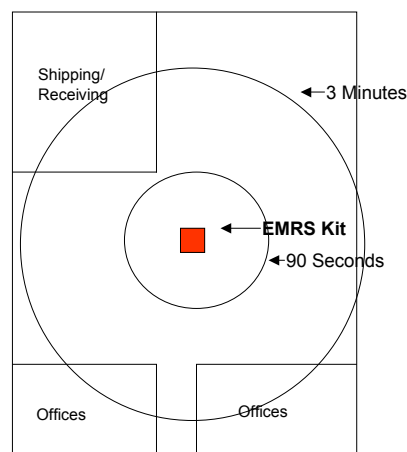 Shipping/
Receiving
3 Minutes
EMRS Kit
90 Seconds
Offices
Offices